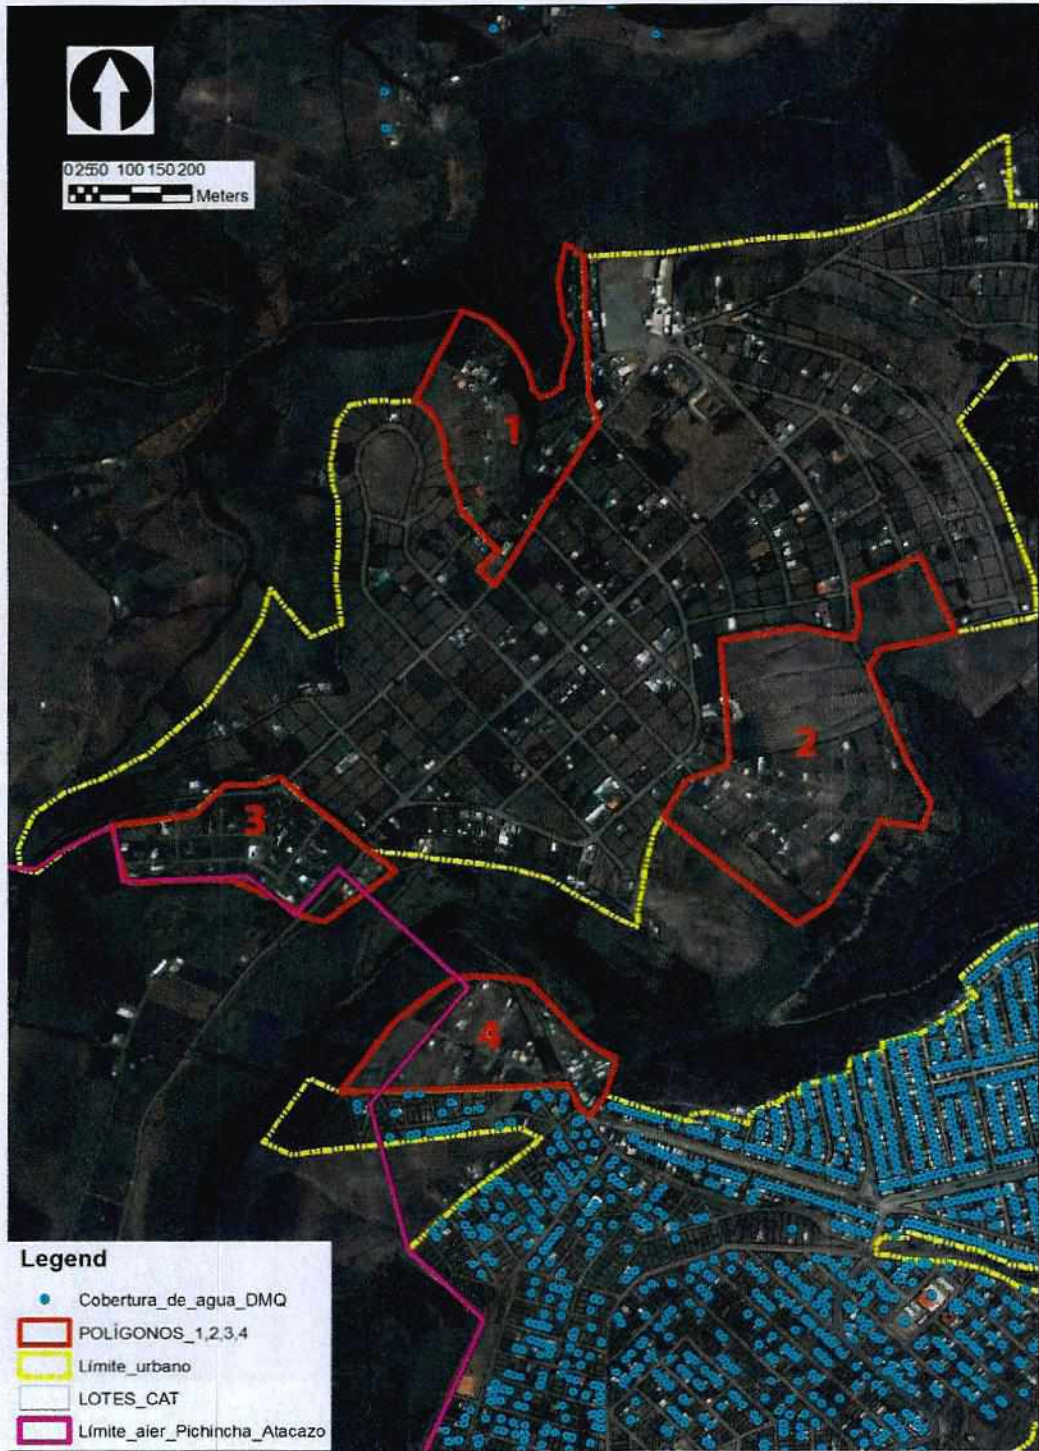 0 25 50 100 150 200
Meters
1
2
3
4
Legend
Cobertura_de_agua_DMQ
POLÍGONOS_1,2,3,4
Límite_urbano
LOTES_CAT
Límite_aier_Pichincha_Atacazo